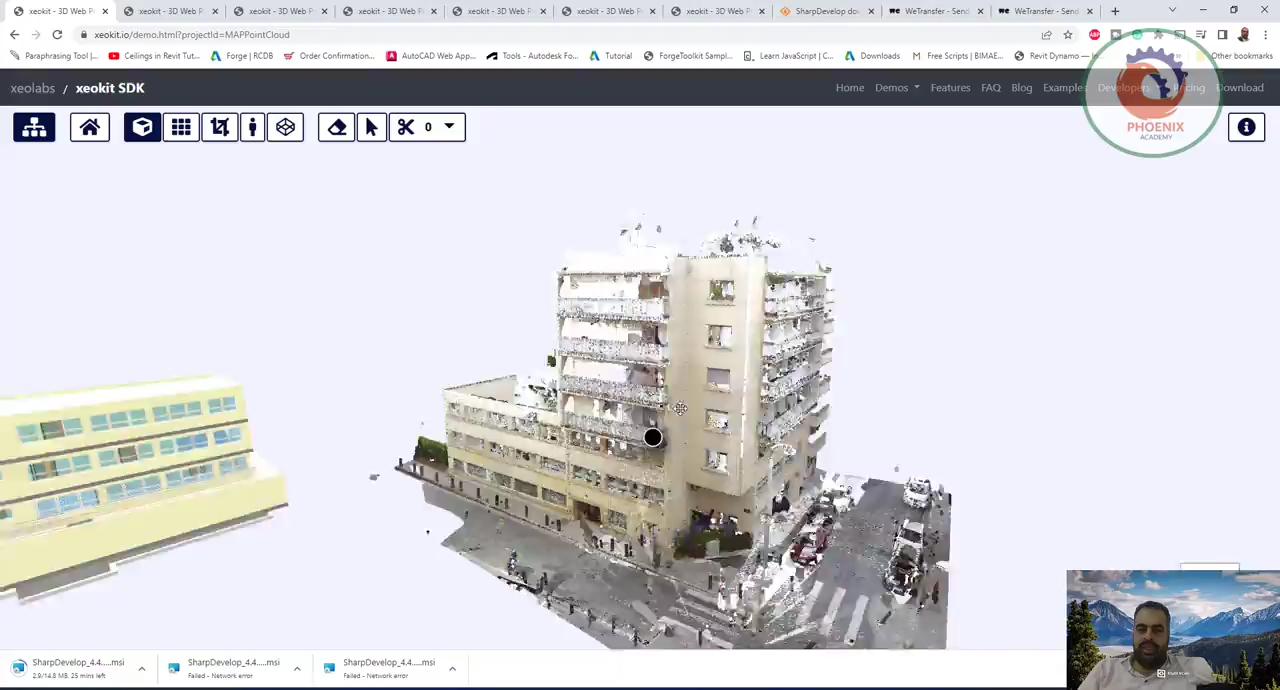 xeokit - 3D Web P
xeokit - 3D Web P
xeokit - 3D Web P
xeokit - 3D Web P
xeokit - 3D Web P
xeokit - 3D Web P
xeokit - 3D Web P
SharpDevelop do
WeTransfer - Send
WeTransfer - Send
xeokit.io/demo.html?projectId=MAPPointCloud
Paraphrasing Tool |...
Ceilings in Revit Tut...
Forge | RCDB
Order Confirmation...
AutoCAD Web App...
Tools - Autodesk Fo...
Tutorial
ForgeToolkit Sampl...
Learn JavaScript | C...
Downloads
Free Scripts | BIMAE...
Revit Dynamo
Other bookmarks
xeolabs / xeokit SDK
Home
Demos
Features
FAQ
Blog
Examples
Developers
Pricing
Download
0
PHOENIX
ACADEMY
SharpDevelop_4.4.....msi
2.9/14.8 MB, 25 mins left
SharpDevelop_4.4.....msi
Failed - Network error
SharpDevelop_4.4.....msi
Failed - Network error